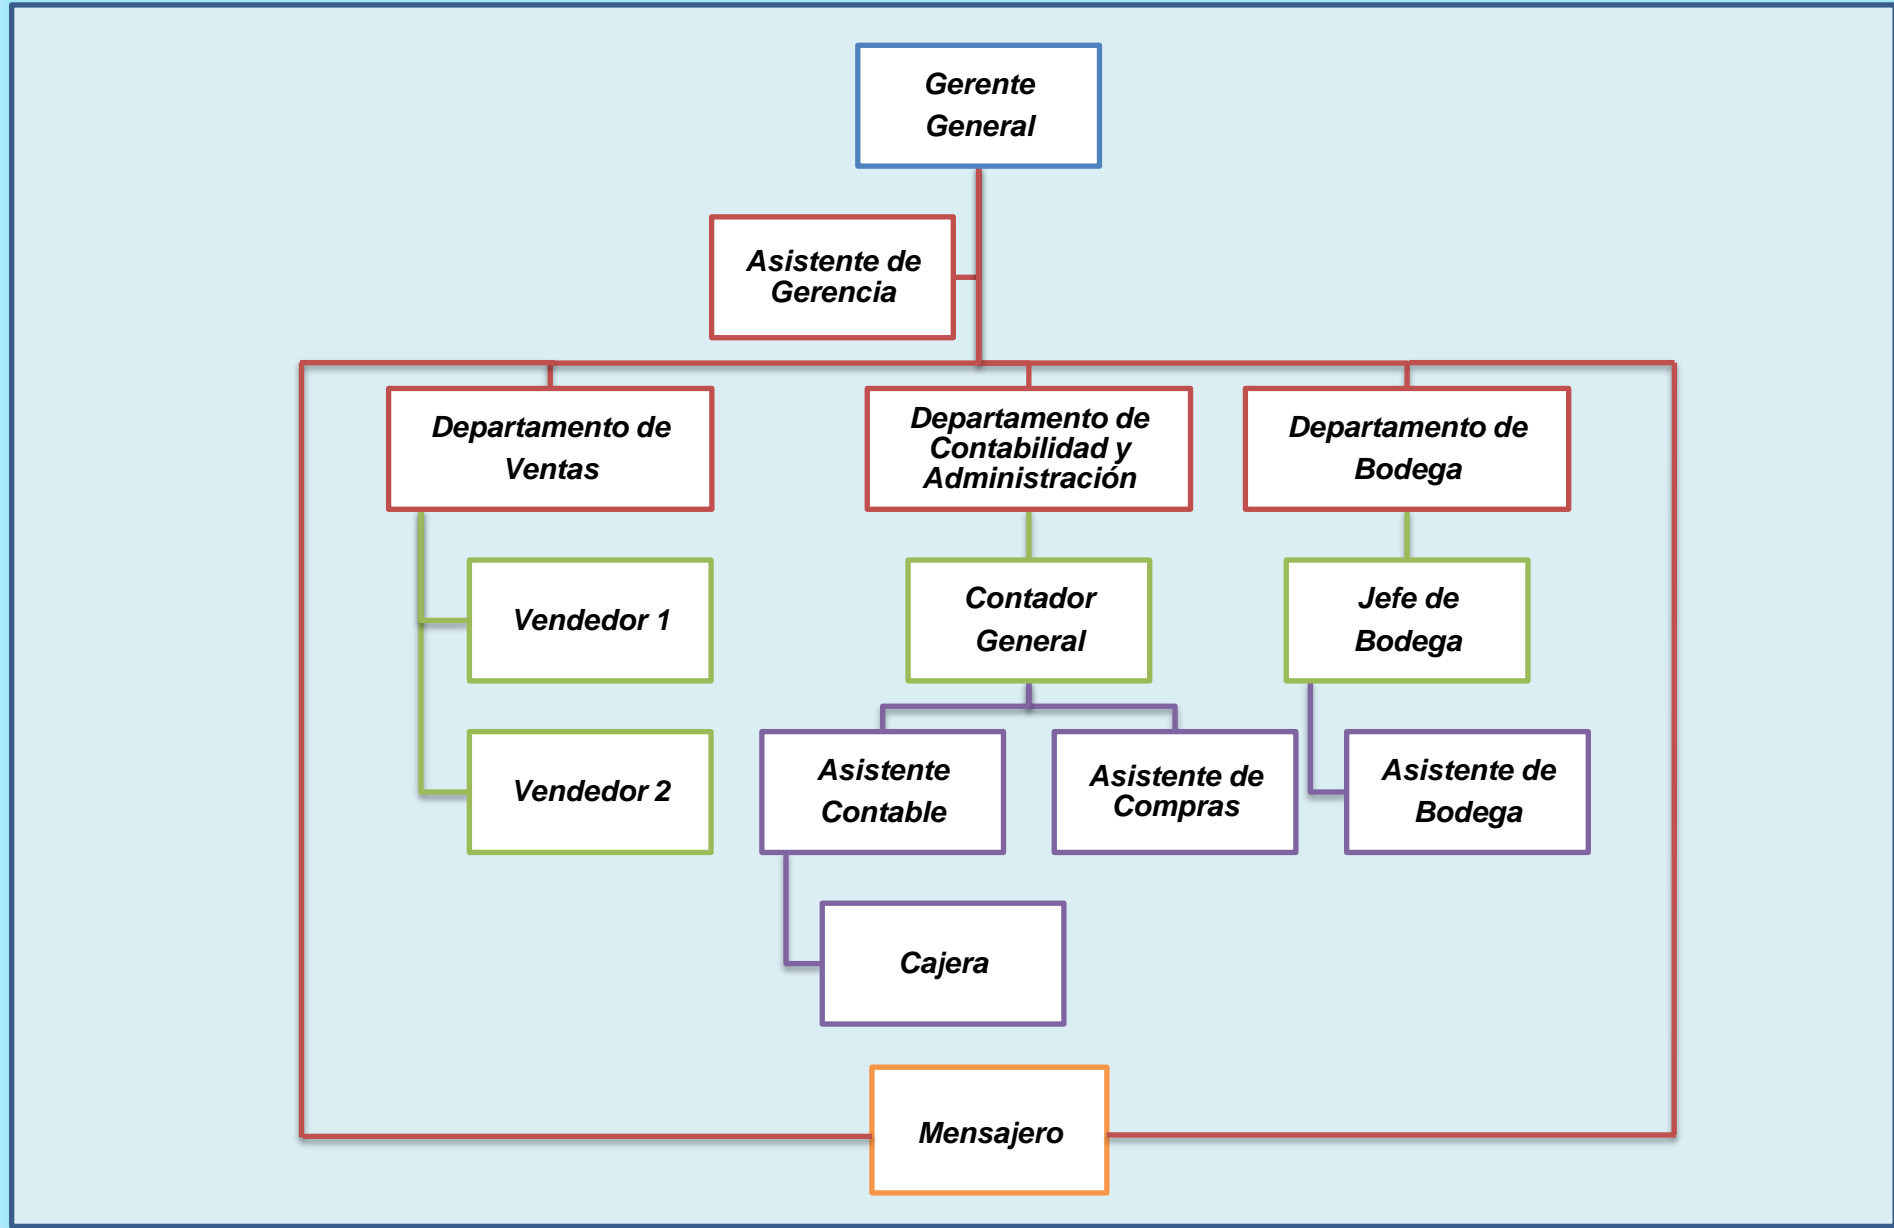 Gerente
General
Asistente de
Gerencia
Departamento de
Ventas
Departamento de
Contabilidad y
Administración
Departamento de
Bodega
Vendedor 1
Contador
General
Jefe de
Bodega
Vendedor 2
Asistente
Contable
Asistente de
Compras
Asistente de
Bodega
Cajera
Mensajero